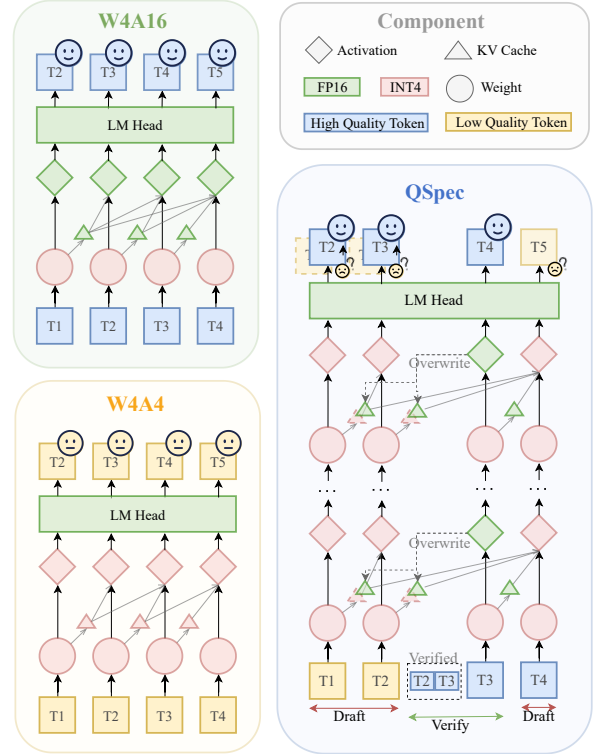 W4A16
T2 T3 T4 T5
LM Head
T1 T2 T3 T4
Component
Activation KV Cache
FP16 INT4 Weight
High Quality Token Low Quality Token
W4A4
T2 T3 T4 T5
LM Head
T1 T2 T3 T4
QSpec
T2 ? T3 ? T4 T5 ?
LM Head
Overwrite
...
...
Overwrite
Verified
T1 T2 T2 T3 T3 T4
Draft Verify Draft